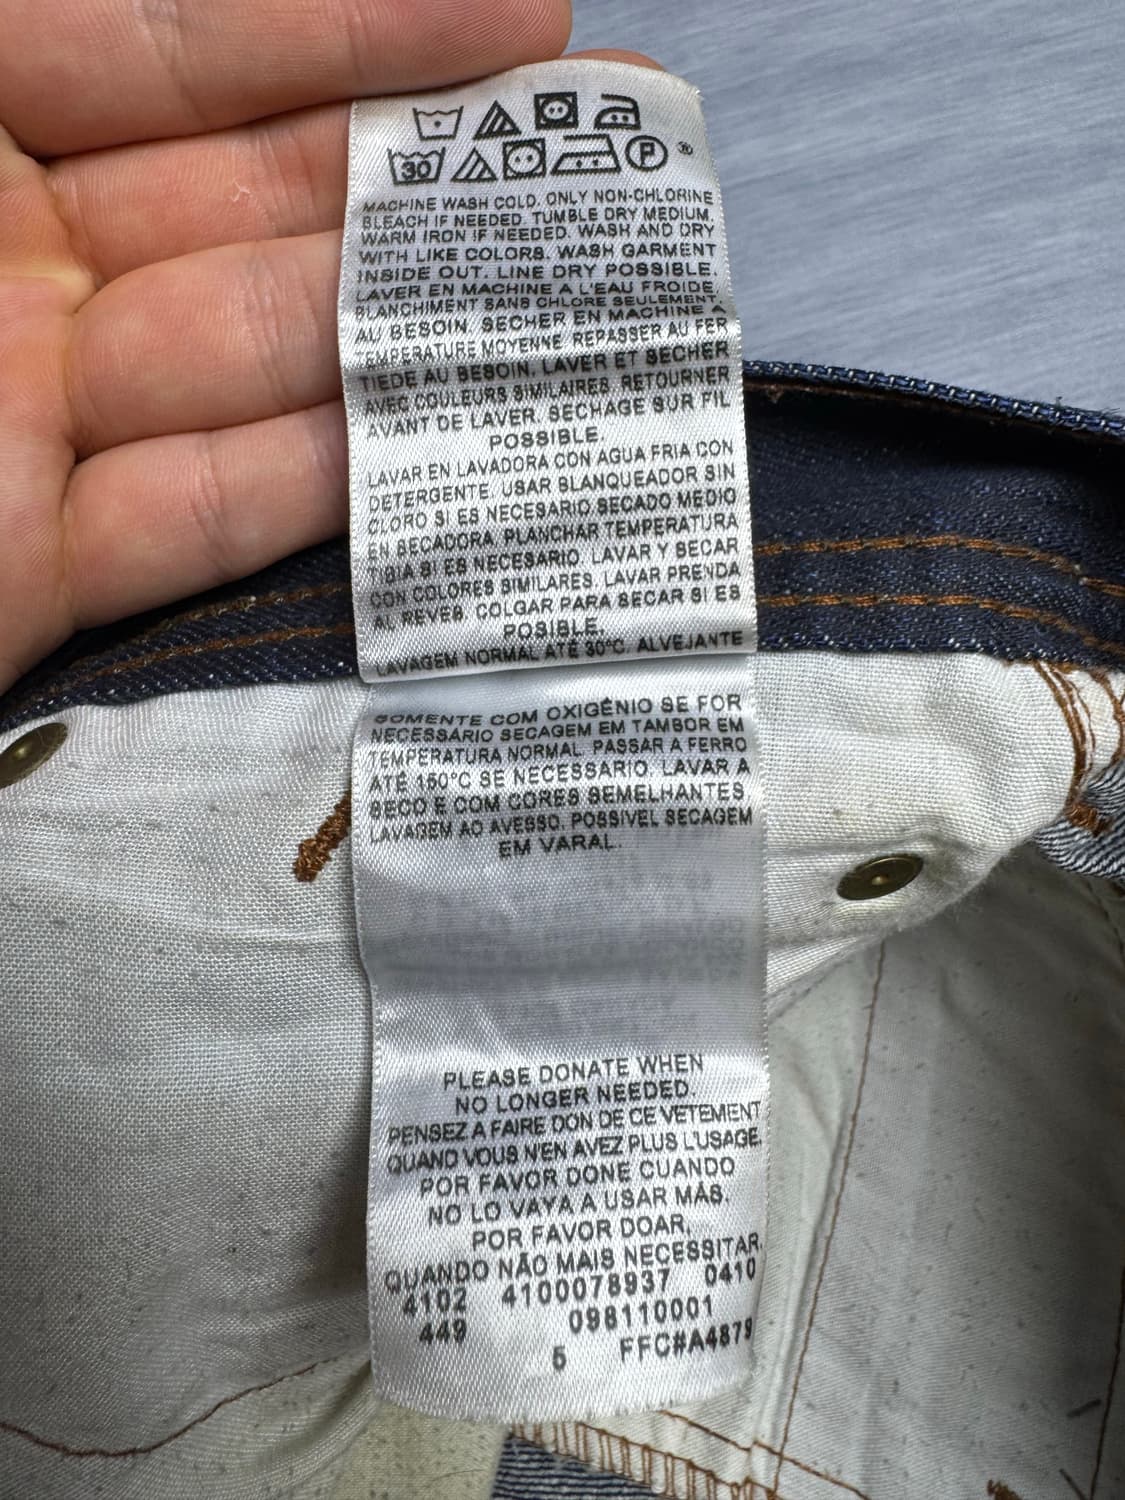 30 P ®
MACHINE WASH COLD. ONLY NON-CHLORINE
BLEACH IF NEEDED. TUMBLE DRY MEDIUM.
WARM IRON IF NEEDED. WASH AND DRY
WITH LIKE COLORS. WASH GARMENT
INSIDE OUT. LINE DRY POSSIBLE.
LAVER EN MACHINE A L'EAU FROIDE.
BLANCHIMENT SANS CHLORE SEULEMENT.
AU BESOIN. SECHER EN MACHINE A
TEMPERATURE MOYENNE. REPASSER AU FER
TIEDE AU BESOIN. LAVER ET SECHER
AVEC COULEURS SIMILAIRES. RETOURNER
AVANT DE LAVER. SECHAGE SUR FIL
POSSIBLE.
LAVAR EN LAVADORA CON AGUA FRIA CON
DETERGENTE. USAR BLANQUEADOR SIN
CLORO SI ES NECESARIO SECADO MEDIO
EN SECADORA. PLANCHAR TEMPERATURA
TIBIA SI ES NECESARIO. LAVAR Y SECAR
CON COLORES SIMILARES. LAVAR PRENDA
AL REVES. COLGAR PARA SECAR SI ES
POSIBLE.
LAVAGEM NORMAL ATÉ 30°C. ALVEJANTE
SOMENTE COM OXIGÊNIO SE FOR
NECESSÁRIO SECAGEM EM TAMBOR EM
TEMPERATURA NORMAL. PASSAR A FERRO
ATÉ 150°C SE NECESSARIO. LAVAR A
SECO E COM CORES SEMELHANTES.
LAVAGEM AO AVESSO. POSSIVEL SECAGEM
EM VARAL.
PLEASE DONATE WHEN
NO LONGER NEEDED.
PENSEZ A FAIRE DON DE CE VETEMENT
QUAND VOUS N'EN AVEZ PLUS L'USAGE.
POR FAVOR DONE CUANDO
NO LO VAYA A USAR MÁS.
POR FAVOR DOAR,
QUANDO NÃO MAIS NECESSITAR.
4102 4100078937 0410
449 098110001
5 FFC#A4879